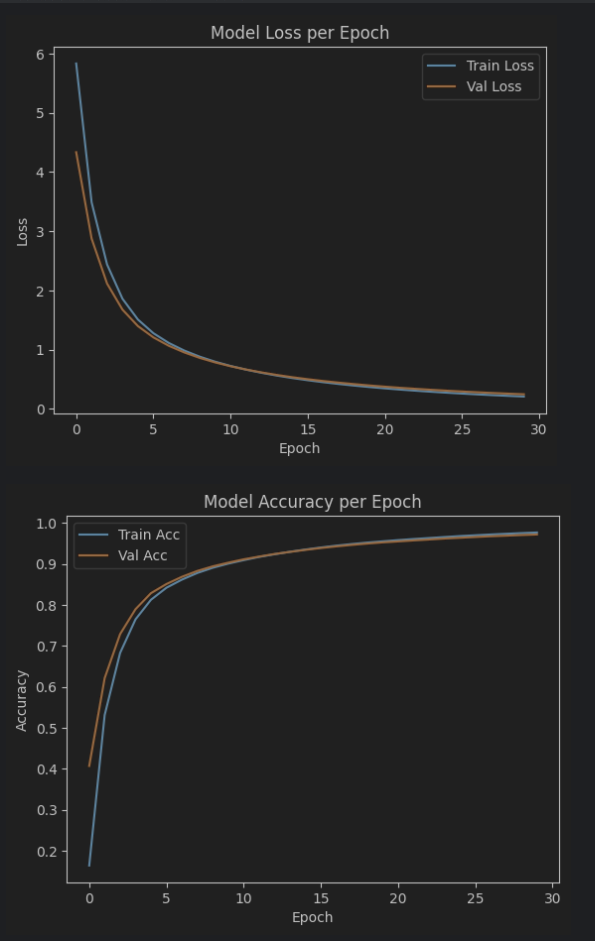 Model Loss per Epoch
6
5
4
3
2
1
0
Loss
Train Loss
Val Loss
0 5 10 15 20 25 30
Epoch
Model Accuracy per Epoch
1.0
0.9
0.8
0.7
0.6
0.5
0.4
0.3
0.2
Accuracy
Train Acc
Val Acc
0 5 10 15 20 25 30
Epoch